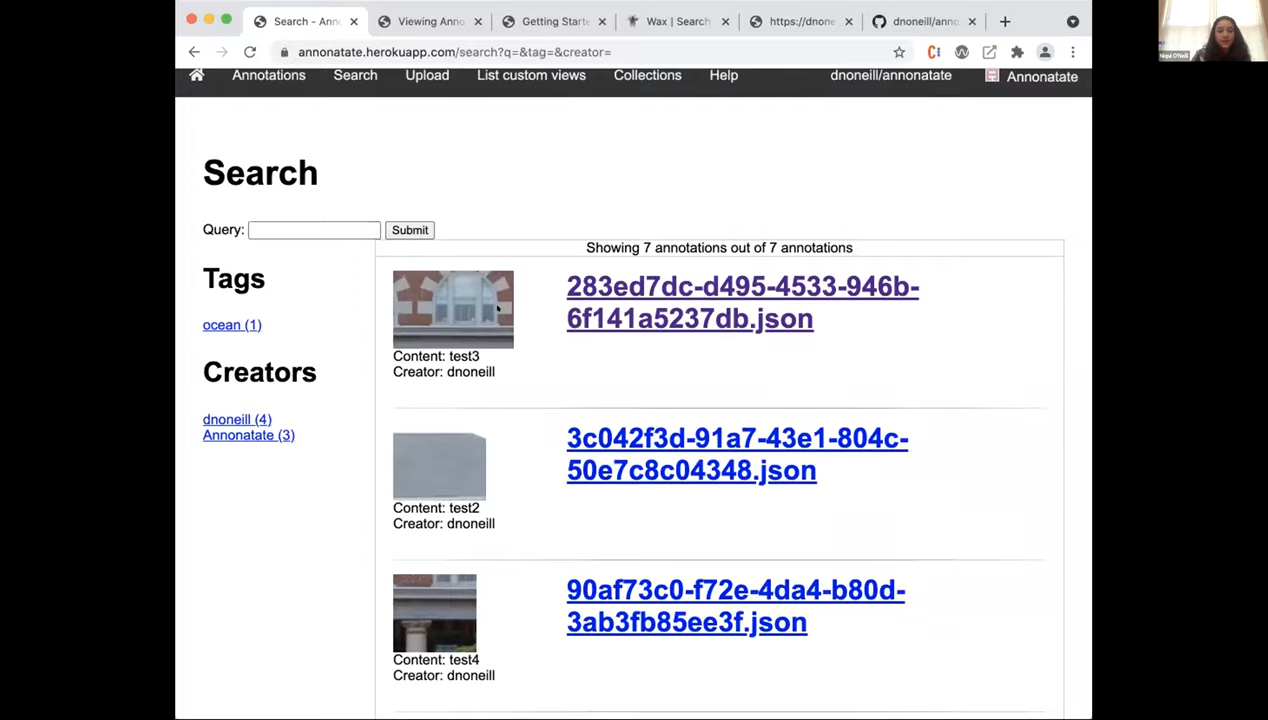 Search - Anno
Viewing Anno
Getting Starte
Wax | Search
https://dnone
dnoneill/anno
annonatate.herokuapp.com/search?q=&tag=&creator=
Annotations Search Upload List custom views Collections Help dnoneill/annonatate Annonatate
Search
Query: Submit
Showing 7 annotations out of 7 annotations
Tags
ocean (1)
Creators
dnoneill (4)
Annonatate (3)
283ed7dc-d495-4533-946b-
6f141a5237db.json
Content: test3
Creator: dnoneill
3c042f3d-91a7-43e1-804c-
50e7c8c04348.json
Content: test2
Creator: dnoneill
90af73c0-f72e-4da4-b80d-
3ab3fb85ee3f.json
Content: test4
Creator: dnoneill